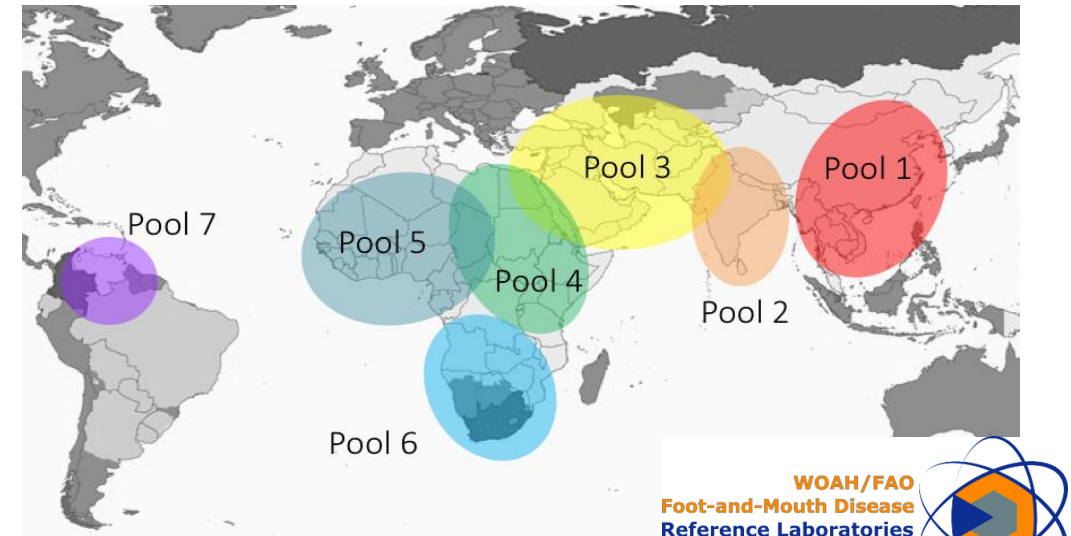 Pool 3
Pool 1
Pool 7
Pool 5
Pool 4
Pool 2
Pool 6
WOAH/FAO
Foot-and-Mouth Disease
Reference Laboratories